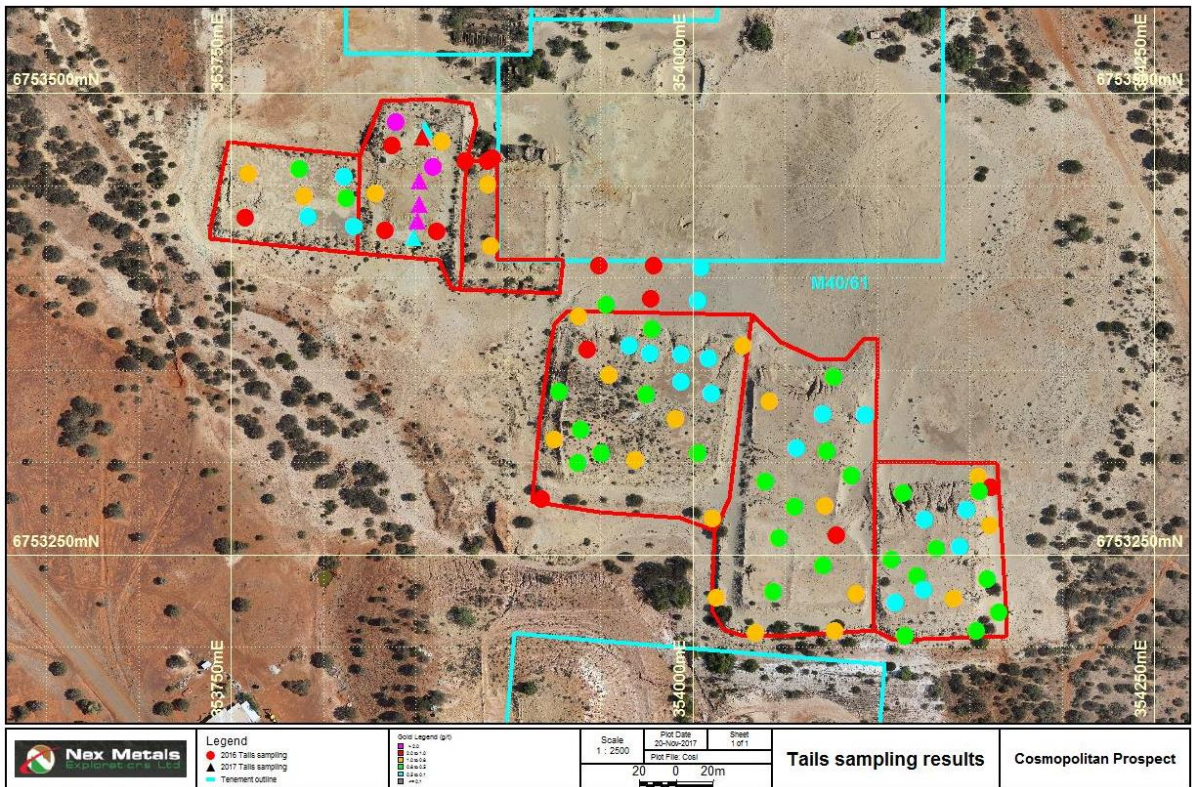 353750mE
354000mE
354250mE
6753500mN
6753500mN
M40/61
6753250mN
6753250mN
353750mE
354000mE
354250mE
Nex Metals
Explorations Ltd
Legend
2016 Tails sampling
2017 Tails sampling
Tenement outline
Gold Legend (g/t)
Scale
1 : 2500
Plot Date
20-Nov-2017
Sheet
1 of 1
Plot File: Cosi
20 0 20m
Tails sampling results
Cosmopolitan Prospect